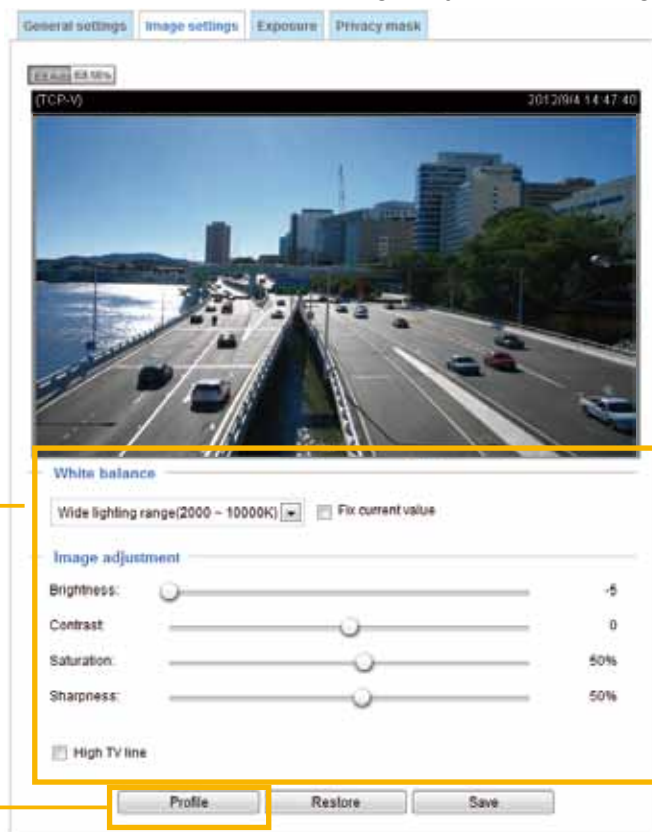 General settings Image settings Exposure Privacy mask
(TCP-V) 2012/9/4 14:47:40
White balance
Wide lighting range(2000 ~ 10000K) Fix current value
Image adjustment
Brightness: -5
Contrast: 0
Saturation: 50%
Sharpness: 50%
High TV line
Profile Restore Save